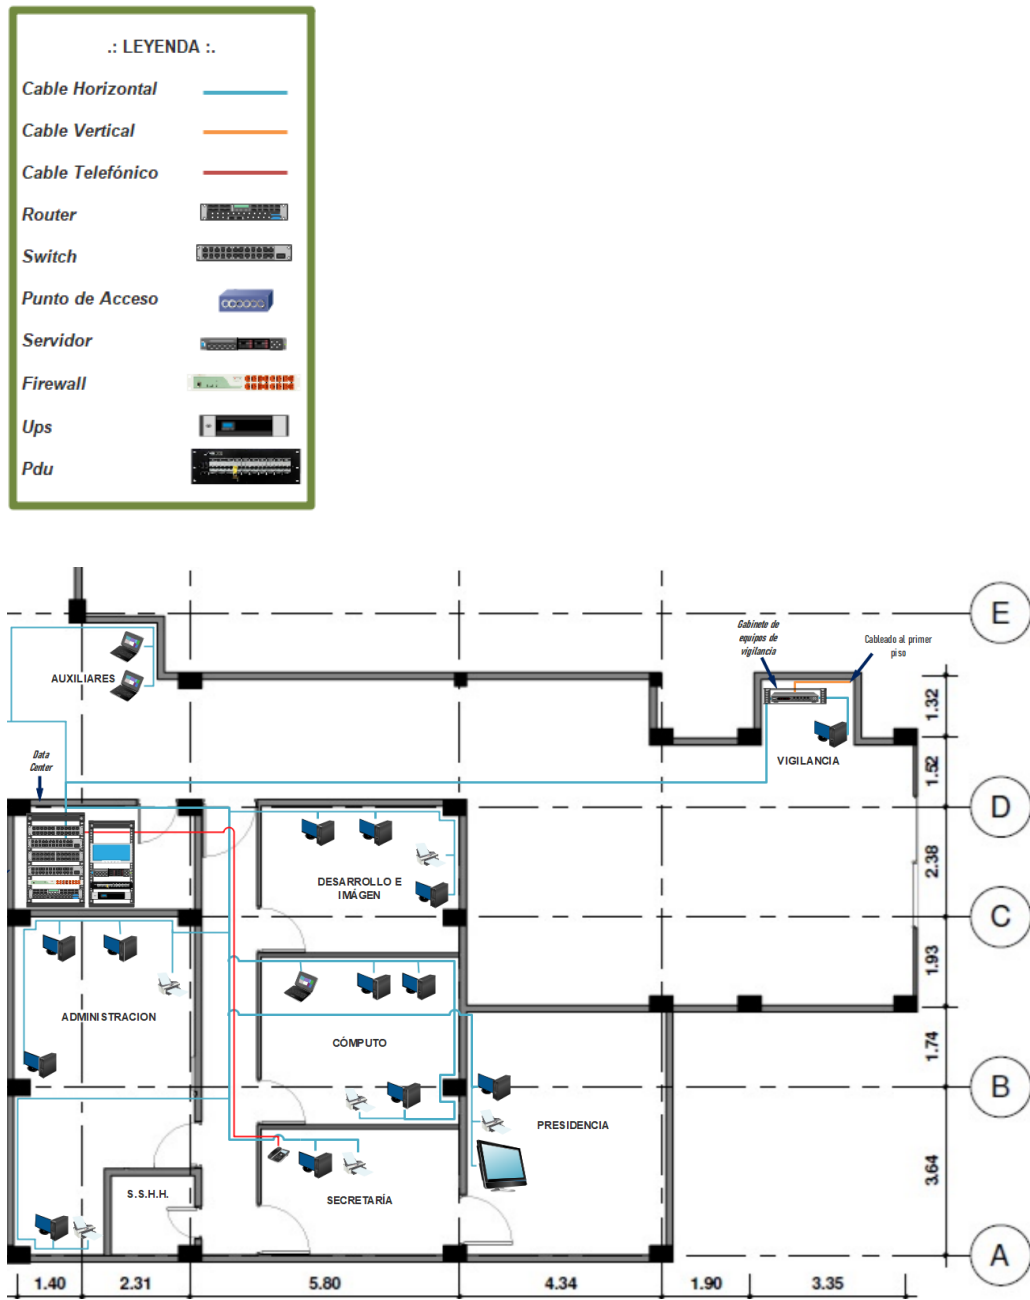 .: LEYENDA :.
Cable Horizontal
Cable Vertical
Cable Telefónico
Router
Switch
Punto de Acceso
Servidor
Firewall
Ups
Pdu
E
Gabinete de
equipos de
vigilancia
Cableado al primer
piso
AUXILIARES
1.32
VIGILANCIA
Data
Center
1.52
D
DESARROLLO E
IMÁGEN
2.38
C
1.93
ADMINISTRACION
CÓMPUTO
1.74
B
PRESIDENCIA
S.S.H.H.
SECRETARÍA
3.64
A
1.40
2.31
5.80
4.34
1.90
3.35